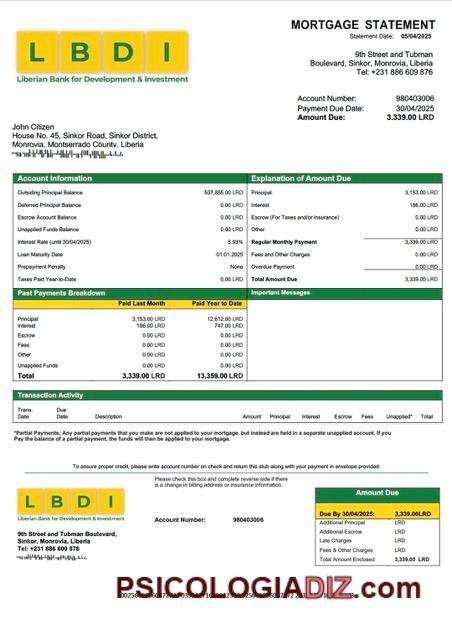 MORTGAGE STATEMENT
Statement Date: 05/04/2025
L B D I
Liberian Bank for Development & Investment
9th Street and Tubman
Boulevard, Sinkor, Monrovia, Liberia
Tel: +231 886 609 876
Account Number: 980403006
Payment Due Date: 30/04/2025
Amount Due: 3.339.00 LRD
John Citizen
House No. 45, Sinkor Road, Sinkor District,
Monrovia, Montserrado County, Liberia
Account Information
Outsiding Principal Balance 507,855.00 LRD
Deferred Principal Balance 0.00 LRD
Escrow Account Balance 0.00 LRD
Unapplied Funds Balance 0.00 LRD
Interest Rate (until 30/04/2025) 5.93%
Loan Maturity Date 01.01.2025
Prepayment Penalty None
Taxes Paid Year-to-Date 0.00 LRD
Explanation of Amount Due
Principal 3,153.00 LRD
Interest 186.00 LRD
Escrow (For Taxes and/or insurance) 0.00 LRD
Other 0.00 LRD
Regular Monthly Payment 3,339.00 LRD
Fees and Other Charges 0.00 LRD
Overdue Payment 0.00 LRD
Total Amount Due 3,339.00 LRD
Past Payments Breakdown
Paid Last Month Paid Year to Date
Principal 3,153.00 LRD 12,612.00 LRD
Interest 186.00 LRD 747.00 LRD
Escrow 0.00 LRD 0.00 LRD
Fees 0.00 LRD 0.00 LRD
Other 0.00 LRD 0.00 LRD
Unapplied Funds 0.00 LRD 0.00 LRD
Total 3,339.00 LRD 13,359.00 LRD
Important Messages
Transaction Activity
Trans. Date Due Date Description Amount Principal Interest Escrow Fees Unapplied* Total
*Partial Payments: Any partial payments that you make are not applied to your mortgage, but instead are held in a separate unapplied account. If you
Pay the balance of a partial payment, the funds will then be applied to your mortgage.
To ensure proper credit, please write account number on check and return this stub along with your payment in envelope provided.
L B D I
Liberian Bank for Development & Investment
9th Street and Tubman Boulevard,
Sinkor, Monrovia, Liberia
Tel: +231 886 609 876
Please check this box and complete reverse side if there
is a change in billing address or insurance information.
Account Number: 980403006
Amount Due
Due By 30/04/2025: 3,339.00LRD
Additional Principal LRD
Additional Escrow LRD
Late Charges LRD
Fees & Other Charges LRD
Total Amount Enclosed 3,339.00 LRD
PSICOLOGIADIZ.com